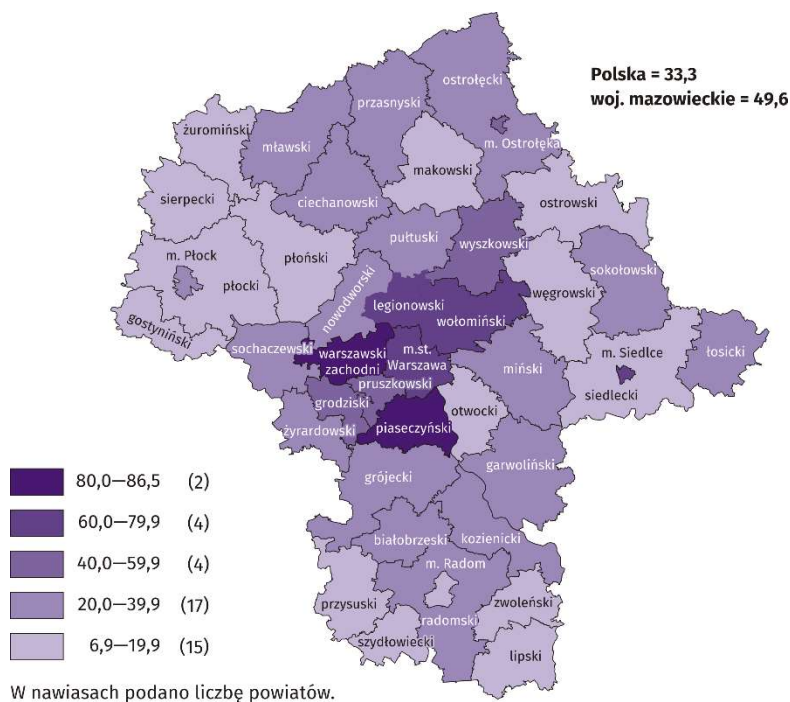 Polska = 33,3
woj. mazowieckie = 49,6
ostrołęcki
przasnyski
żuromiński
mławski
m. Ostrołęka
makowski
sierpecki
ciechanowski
ostrowski
pułtuski
wyszkowski
m. Płock
płoński
sokołowski
płocki
nowodworski
węgrowski
legionowski
gostyniński
wołomiński
sochaczewski
warszawski
zachodni
m.st.
Warszawa
m. Siedlce
łosicki
miński
pruszkowski
siedlecki
grodziski
otwocki
piaseczyński
żyrardowski
garwoliński
grójecki
białobrzeski
kozienicki
m. Radom
przysuski
zwoleński
radomski
szydłowiecki
lipski
80,0—86,5 (2)
60,0—79,9 (4)
40,0—59,9 (4)
20,0—39,9 (17)
6,9—19,9 (15)
W nawiasach podano liczbę powiatów.